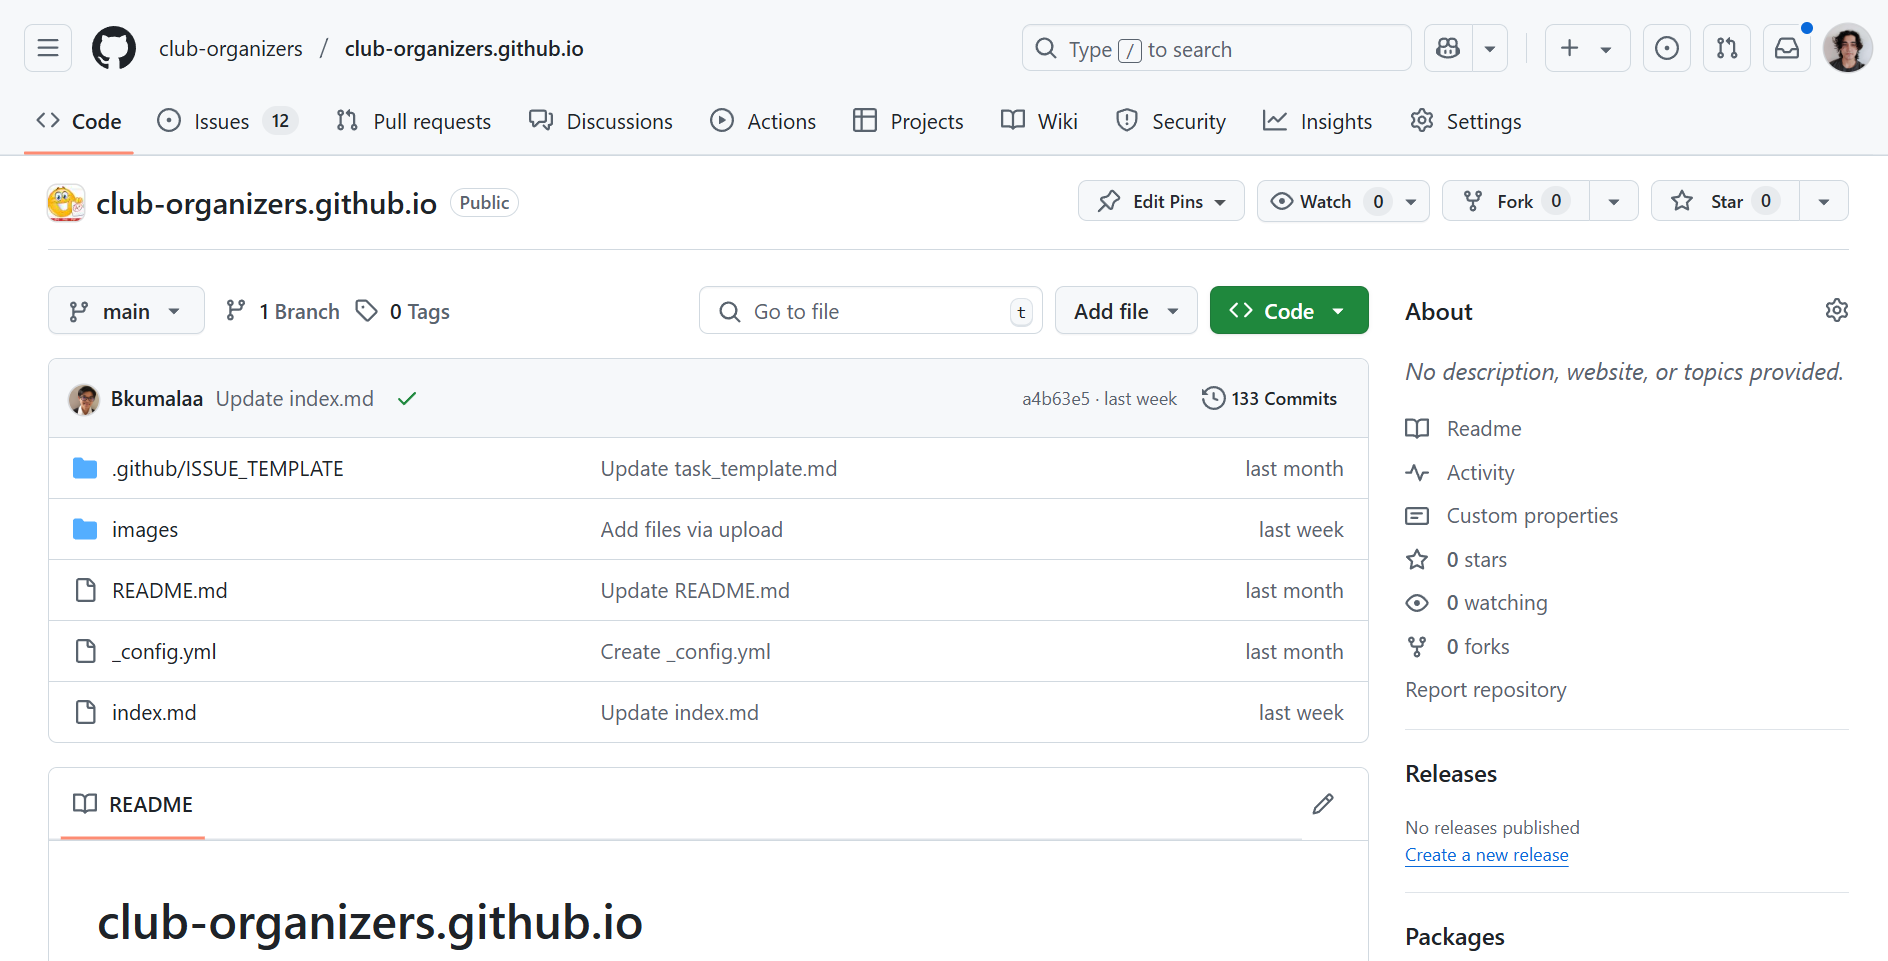 club-organizers / club-organizers.github.io
Type / to search
Code
Issues 12
Pull requests
Discussions
Actions
Projects
Wiki
Security
Insights
Settings
club-organizers.github.io Public
Edit Pins
Watch 0
Fork 0
Star 0
main
1 Branch
0 Tags
Go to file t
Add file
Code
Bkumalaa Update index.md a4b63e5 · last week 133 Commits
.github/ISSUE_TEMPLATE Update task_template.md last month
images Add files via upload last week
README.md Update README.md last month
_config.yml Create _config.yml last month
index.md Update index.md last week
README
club-organizers.github.io
About
No description, website, or topics provided.
Readme
Activity
Custom properties
0 stars
0 watching
0 forks
Report repository
Releases
No releases published
Create a new release
Packages